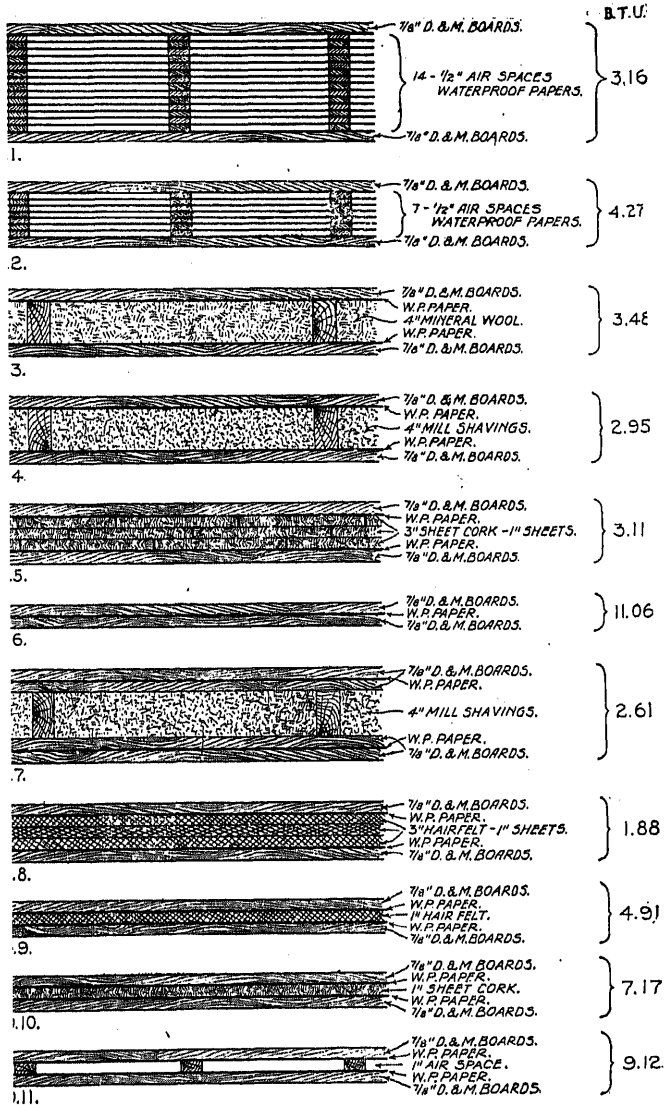 B.T.U.
7/8" D. & M. BOARDS.
14 - 1/2" AIR SPACES
WATERPROOF PAPERS.
3.16
7/8" D. & M. BOARDS.
1.
7/8" D. & M. BOARDS.
7 - 1/2" AIR SPACES
WATERPROOF PAPERS.
4.27
7/8" D. & M. BOARDS.
2.
7/8" D. & M. BOARDS.
W.P. PAPER.
4" MINERAL WOOL.
3.48
W.P. PAPER.
7/8" D. & M. BOARDS.
3.
7/8" D. & M. BOARDS.
W.P. PAPER.
4" MILL SHAVINGS.
2.95
W.P. PAPER.
7/8" D. & M. BOARDS.
4.
7/8" D. & M. BOARDS.
W.P. PAPER.
3" SHEET CORK - 1" SHEETS.
3.11
W.P. PAPER.
7/8" D. & M. BOARDS.
.5.
7/8" D. & M. BOARDS.
W.P. PAPER.
11.06
7/8" D. & M. BOARDS.
6.
7/8" D. & M. BOARDS.
W.P. PAPER.
4" MILL SHAVINGS.
2.61
W.P. PAPER.
7/8" D. & M. BOARDS.
.7.
7/8" D. & M. BOARDS.
W.P. PAPER.
3" HAIRFELT - 1" SHEETS.
1.88
W.P. PAPER
7/8" D. & M. BOARDS.
.8.
7/8" D. & M. BOARDS.
W.P. PAPER.
1" HAIR FELT.
4.91
W.P. PAPER.
7/8" D. & M. BOARDS.
.9.
7/8" D. & M. BOARDS.
W.P. PAPER.
1" SHEET CORK.
7.17
W.P. PAPER
7/8" D. & M. BOARDS.
.10.
7/8" D. & M. BOARDS.
W.P. PAPER.
1" AIR SPACE.
9.12
W.P. PAPER
7/8" D. & M. BOARDS.
.11.